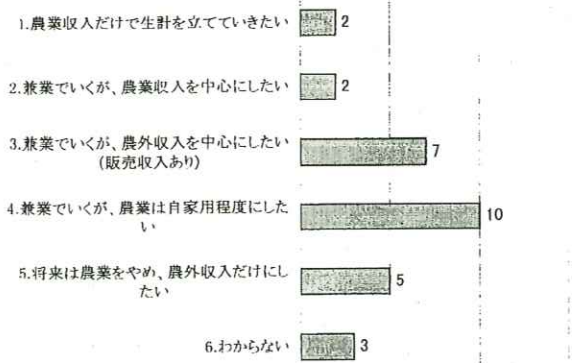 1.農業収入だけで生計を立てていきたい 2
2.兼業でいくが、農業収入を中心にしたい 2
3.兼業でいくが、農外収入を中心にしたい
(販売収入あり) 7
4.兼業でいくが、農業は自家用程度にした
い 10
5.将来は農業をやめ、農外収入だけにし
たい 5
6.わからない 3